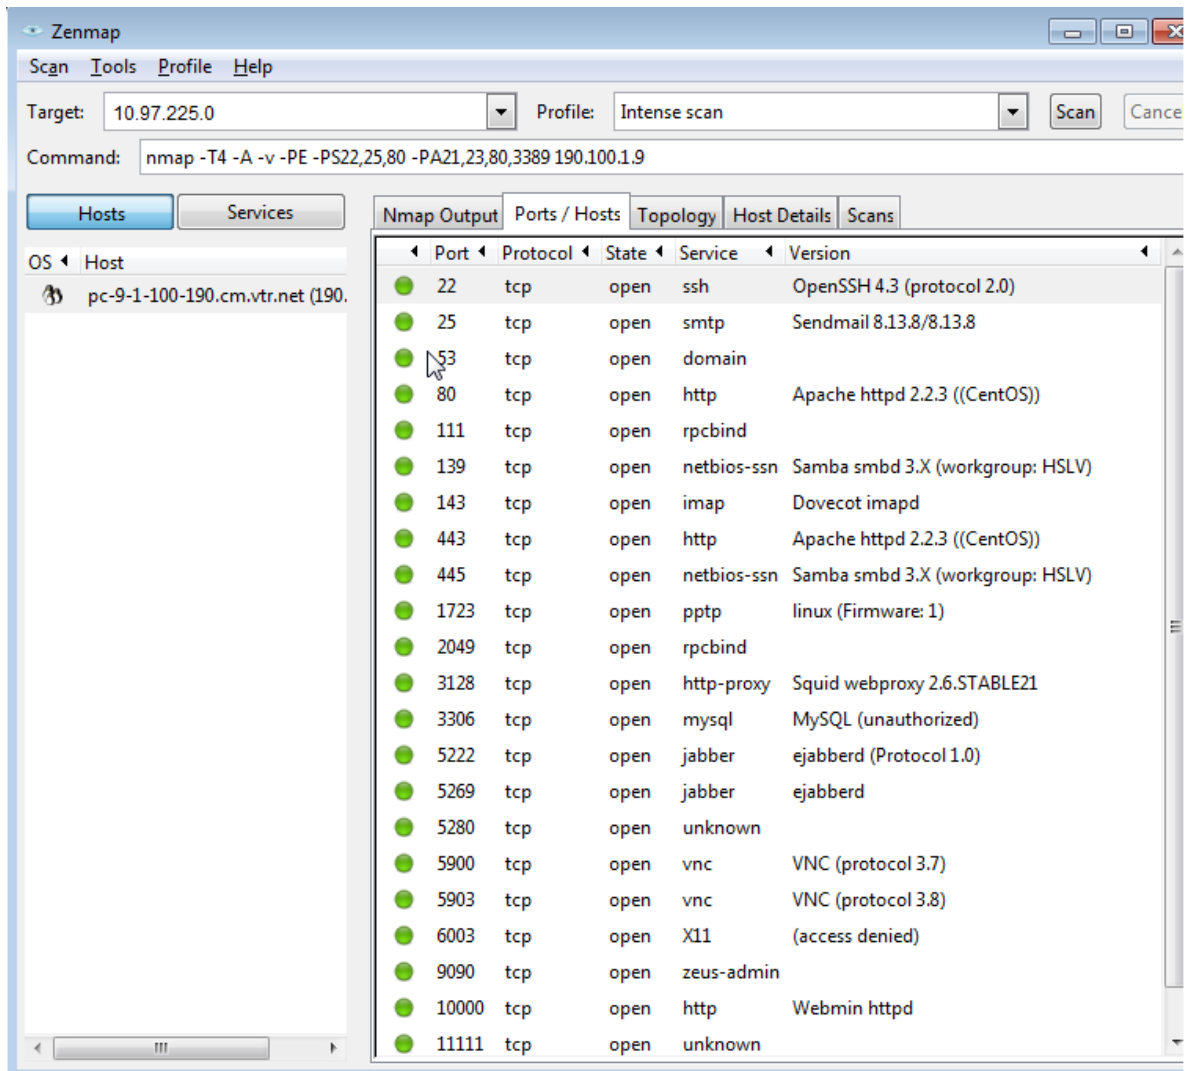 Zenmap
Scan Tools Profile Help
Target: 10.97.225.0 Profile: Intense scan Scan Cance
Command: nmap -T4 -A -v -PE -PS22,25,80 -PA21,23,80,3389 190.100.1.9
Hosts Services
Nmap Output Ports / Hosts Topology Host Details Scans
OS Host
pc-9-1-100-190.cm.vtr.net (190.
Port Protocol State Service Version
22 tcp open ssh OpenSSH 4.3 (protocol 2.0)
25 tcp open smtp Sendmail 8.13.8/8.13.8
53 tcp open domain
80 tcp open http Apache httpd 2.2.3 ((CentOS))
111 tcp open rpcbind
139 tcp open netbios-ssn Samba smbd 3.X (workgroup: HSLV)
143 tcp open imap Dovecot imapd
443 tcp open http Apache httpd 2.2.3 ((CentOS))
445 tcp open netbios-ssn Samba smbd 3.X (workgroup: HSLV)
1723 tcp open pptp linux (Firmware: 1)
2049 tcp open rpcbind
3128 tcp open http-proxy Squid webproxy 2.6.STABLE21
3306 tcp open mysql MySQL (unauthorized)
5222 tcp open jabber ejabberd (Protocol 1.0)
5269 tcp open jabber ejabberd
5280 tcp open unknown
5900 tcp open vnc VNC (protocol 3.7)
5903 tcp open vnc VNC (protocol 3.8)
6003 tcp open X11 (access denied)
9090 tcp open zeus-admin
10000 tcp open http Webmin httpd
11111 tcp open unknown